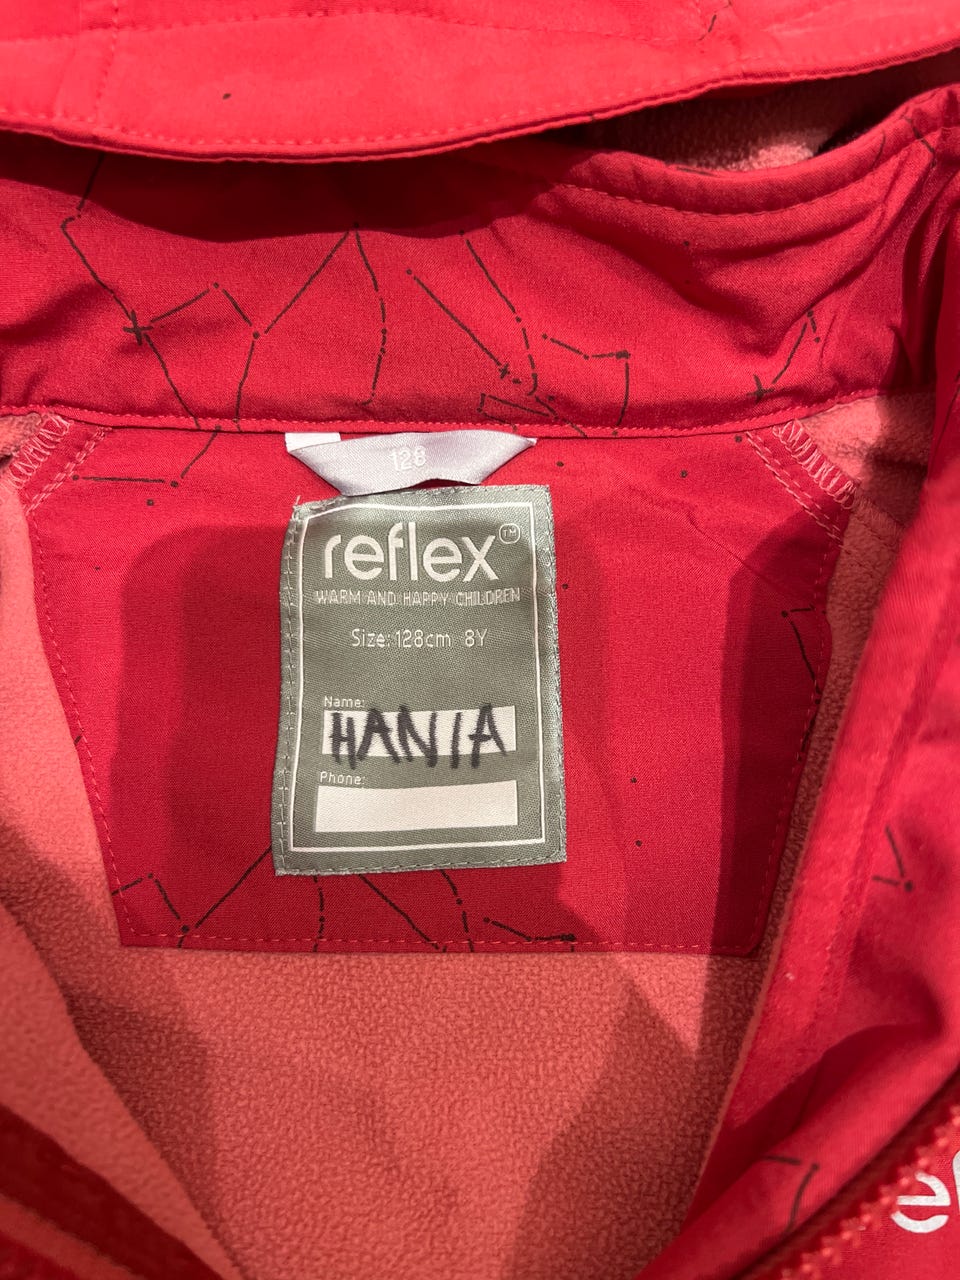 128
reflex™
WARM AND HAPPY CHILDREN
Size: 128cm 8Y
Name:
HANIA
Phone: